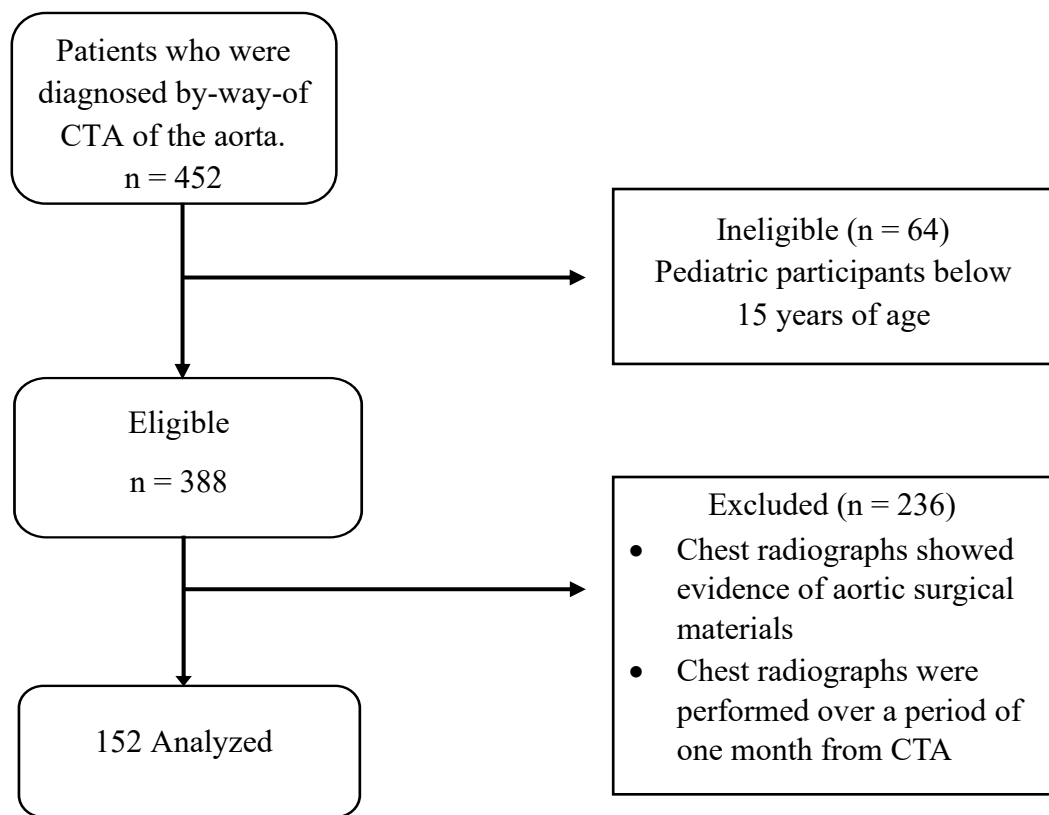 Patients who were
diagnosed by-way-of
CTA of the aorta.
n = 452
Ineligible (n = 64)
Pediatric participants below
15 years of age
Eligible
n = 388
Excluded (n = 236)
• Chest radiographs showed
evidence of aortic surgical
materials
• Chest radiographs were
performed over a period of
one month from CTA
152 Analyzed